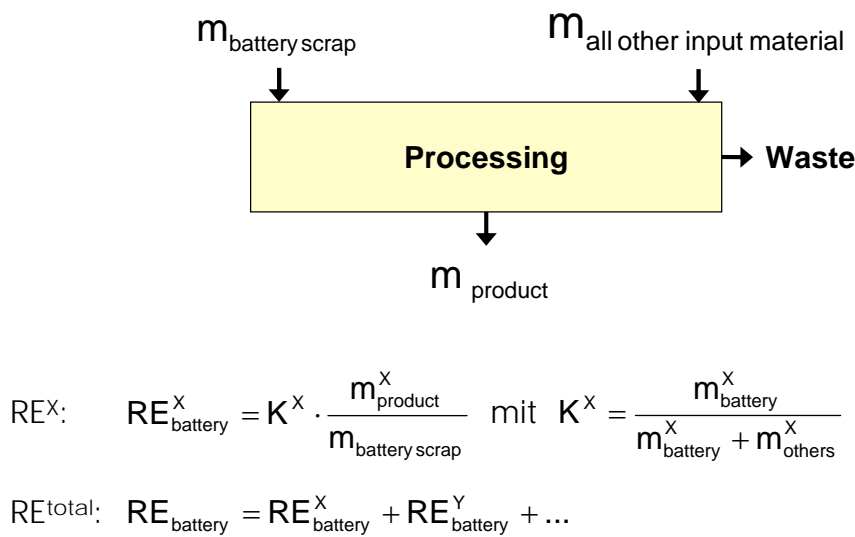 m battery scrap
m all other input material
Processing
Waste
m product
RE^X: RE^X_battery = K^X · m^X_product / m_battery scrap mit K^X = m^X_battery / (m^X_battery + m^X_others)
RE^total: RE_battery = RE^X_battery + RE^Y_battery + ...